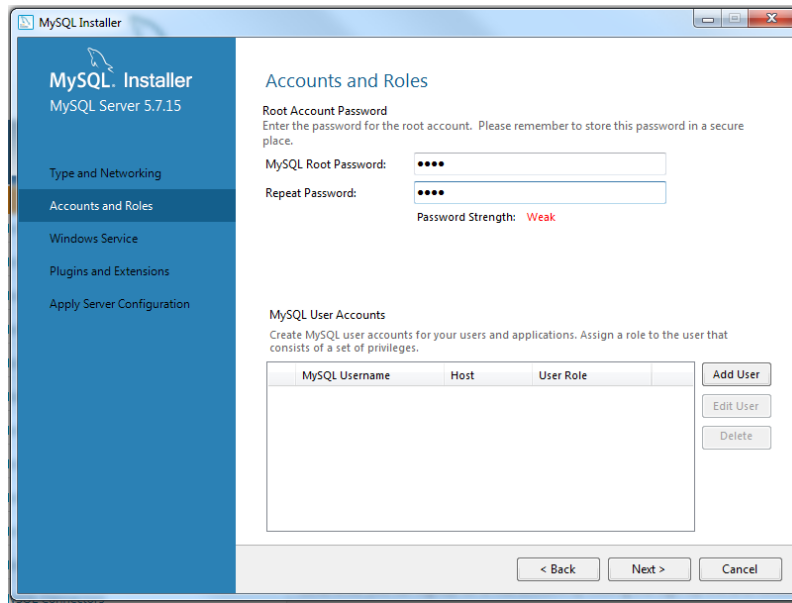 MySQL Installer
MySQL. Installer
MySQL Server 5.7.15
Type and Networking
Accounts and Roles
Windows Service
Plugins and Extensions
Apply Server Configuration
Accounts and Roles
Root Account Password
Enter the password for the root account. Please remember to store this password in a secure
place.
MySQL Root Password: ●●●●
Repeat Password: ●●●●
Password Strength: Weak
MySQL User Accounts
Create MySQL user accounts for your users and applications. Assign a role to the user that
consists of a set of privileges.
MySQL Username Host User Role
Add User
Edit User
Delete
< Back Next > Cancel